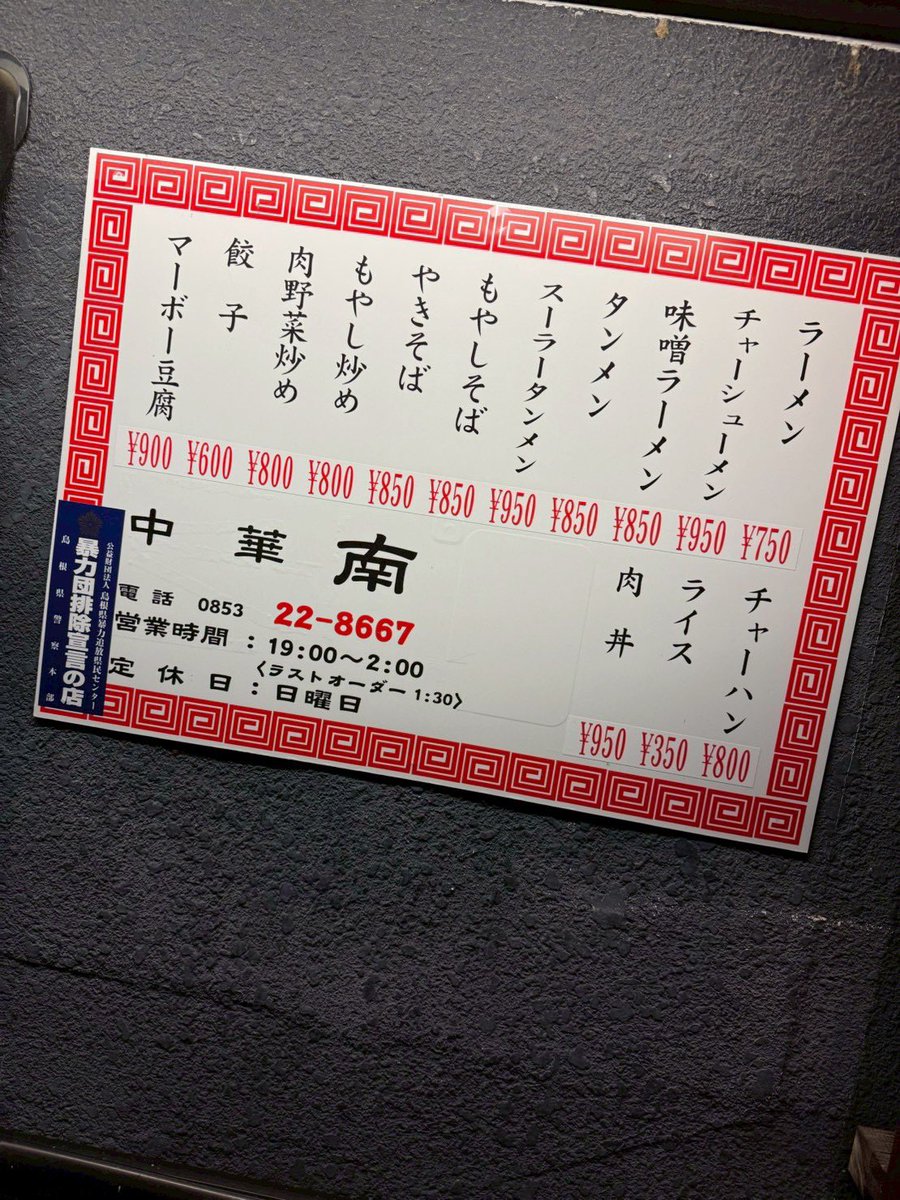 ラーメン
チャーシューメン
味噌ラーメン
タンメン
スーラータンメン
もやしそば
やきそば
もやし炒め
肉野菜炒め
餃子
マーボー豆腐
¥900 ¥600 ¥800 ¥800 ¥850 ¥850 ¥950 ¥850 ¥850 ¥950 ¥750
チャーハン
ライス
肉丼
¥950 ¥350 ¥800
中華 南
電話 0853 22-8667
営業時間：19:00〜2:00
〈ラストオーダー1:30〉
定休日：日曜日
公益財団法人 島根県暴力追放県民センター
暴力団排除宣言の店
島根県警察本部